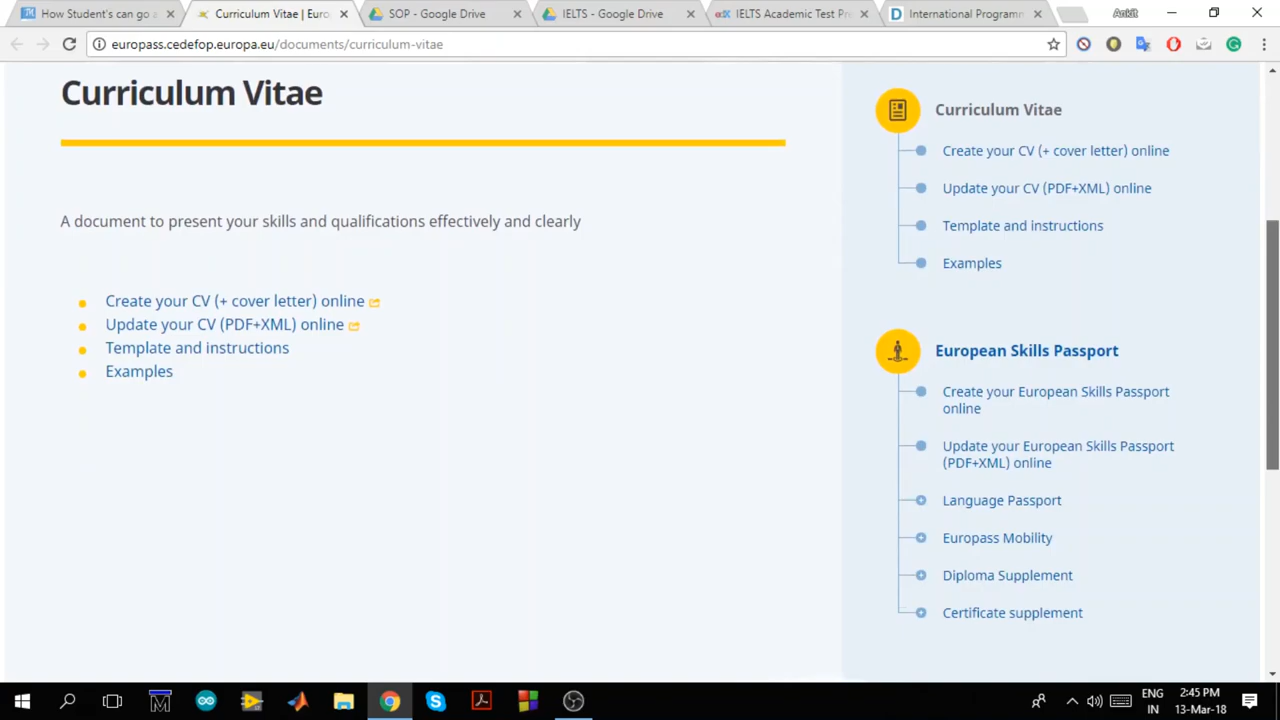 How Student's can go a
Curriculum Vitae | Euro
SOP - Google Drive
IELTS - Google Drive
IELTS Academic Test Pr
International Programm
Ankit
europass.cedefop.europa.eu/documents/curriculum-vitae
Curriculum Vitae
A document to present your skills and qualifications effectively and clearly
Create your CV (+ cover letter) online
Update your CV (PDF+XML) online
Template and instructions
Examples
Curriculum Vitae
Create your CV (+ cover letter) online
Update your CV (PDF+XML) online
Template and instructions
Examples
European Skills Passport
Create your European Skills Passport
online
Update your European Skills Passport
(PDF+XML) online
Language Passport
Europass Mobility
Diploma Supplement
Certificate supplement
ENG
IN
2:45 PM
13-Mar-18